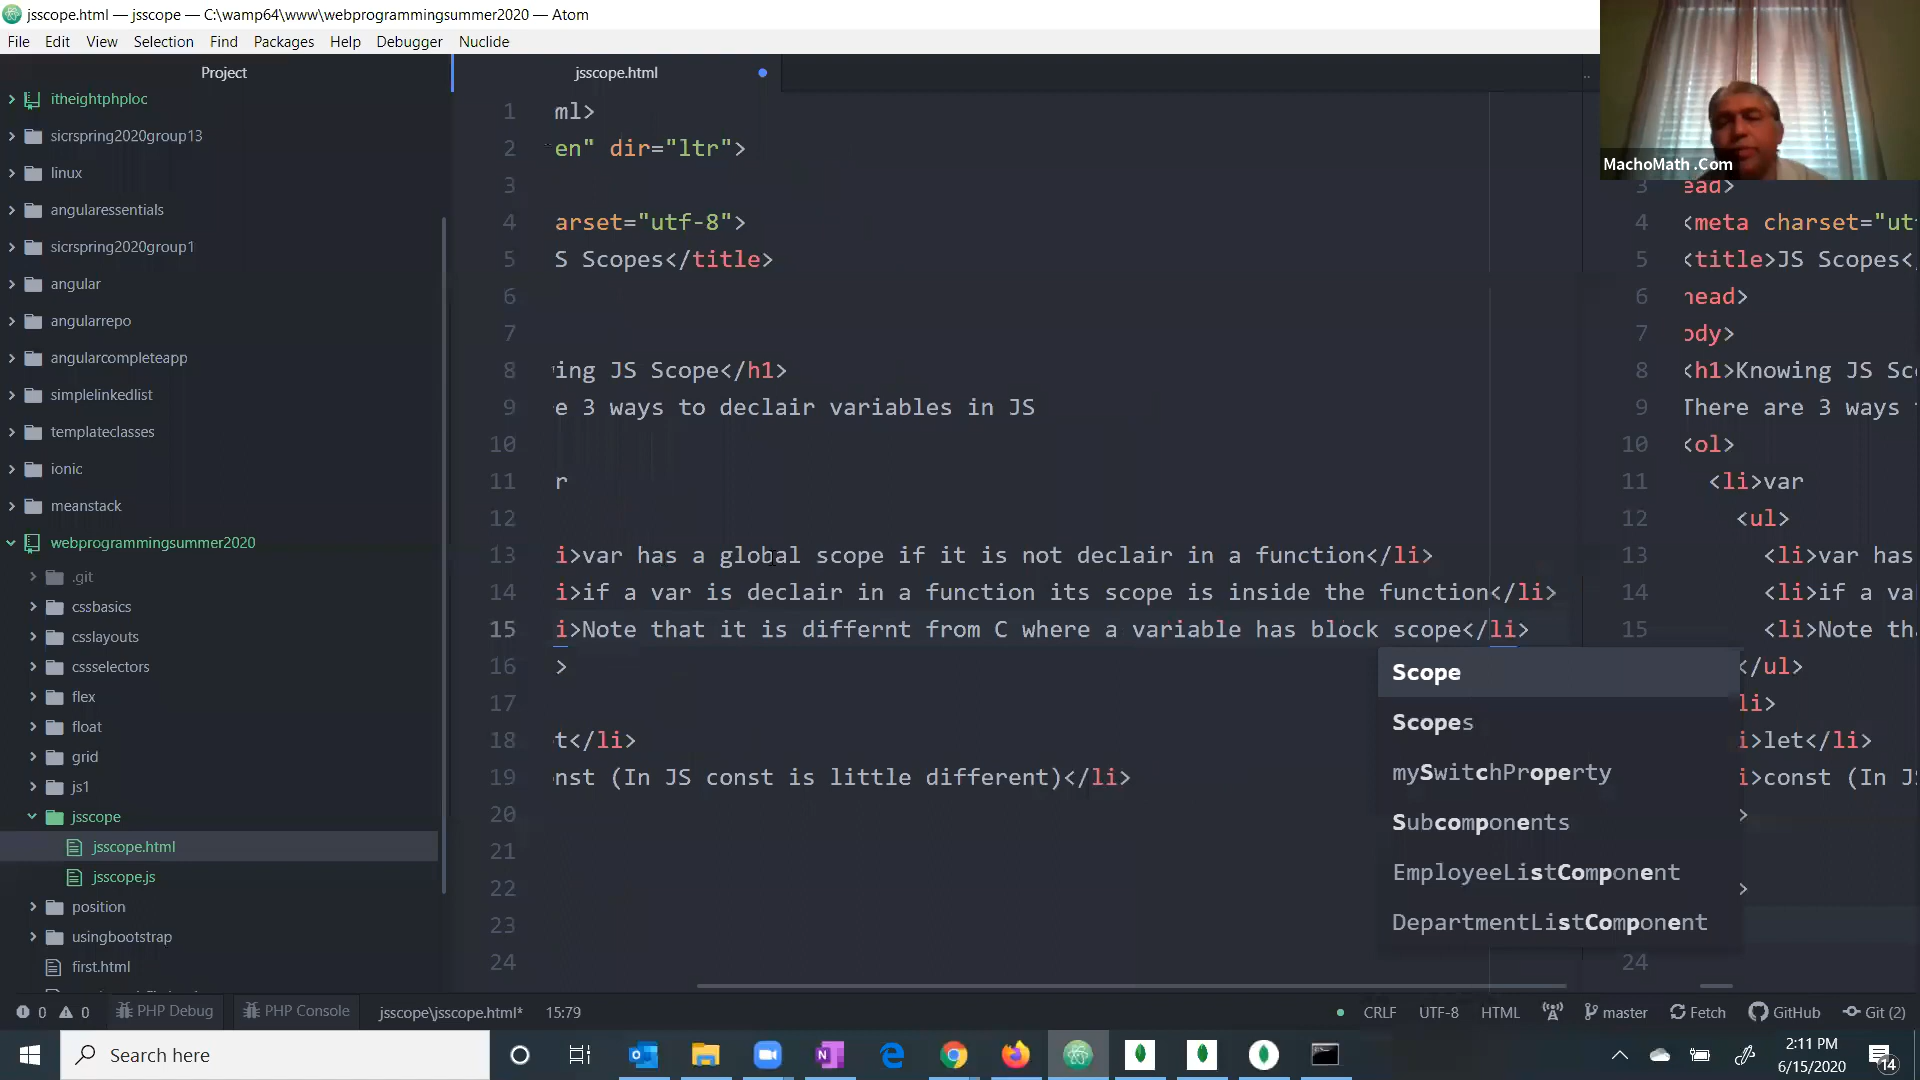 jsscope.html — jsscope — C:\wamp64\www\webprogrammingsummer2020 — Atom
File Edit View Selection Find Packages Help Debugger Nuclide
MachoMath .Com
Project
itheightphploc
sicrspring2020group13
linux
angularessentials
sicrspring2020group1
angular
angularrepo
angularcompleteapp
simplelinkedlist
templateclasses
ionic
meanstack
webprogrammingsummer2020
.git
cssbasics
csslayouts
cssselectors
flex
float
grid
js1
jsscope
jsscope.html
jsscope.js
position
usingbootstrap
first.html
jsscope.html
1 ml>
2 en" dir="ltr">
3
4 arset="utf-8">
5 S Scopes</title>
6
7
8 ing JS Scope</h1>
9 e 3 ways to declair variables in JS
10
11 r
12
13 i>var has a global scope if it is not declair in a function</li>
14 i>if a var is declair in a function its scope is inside the function</li>
15 i>Note that it is differnt from C where a variable has block scope</li>
16 >
17
18 t</li>
19 nst (In JS const is little different)</li>
20
21
22
23
24
Scope
Scopes
mySwitchProperty
Subcomponents
EmployeeListComponent
DepartmentListComponent
3 ead>
4 <meta charset="ut
5 <title>JS Scopes<
6 head>
7 ody>
8 <h1>Knowing JS Sc
9 There are 3 ways
10 <ol>
11 <li>var
12 <ul>
13 <li>var has
14 <li>if a va
15 <li>Note th
</ul>
li>
i>let</li>
i>const (In J
>
>
24
0 0 PHP Debug PHP Console jsscope\jsscope.html* 15:79
CRLF UTF-8 HTML master Fetch GitHub Git (2)
Search here
2:11 PM
6/15/2020
14